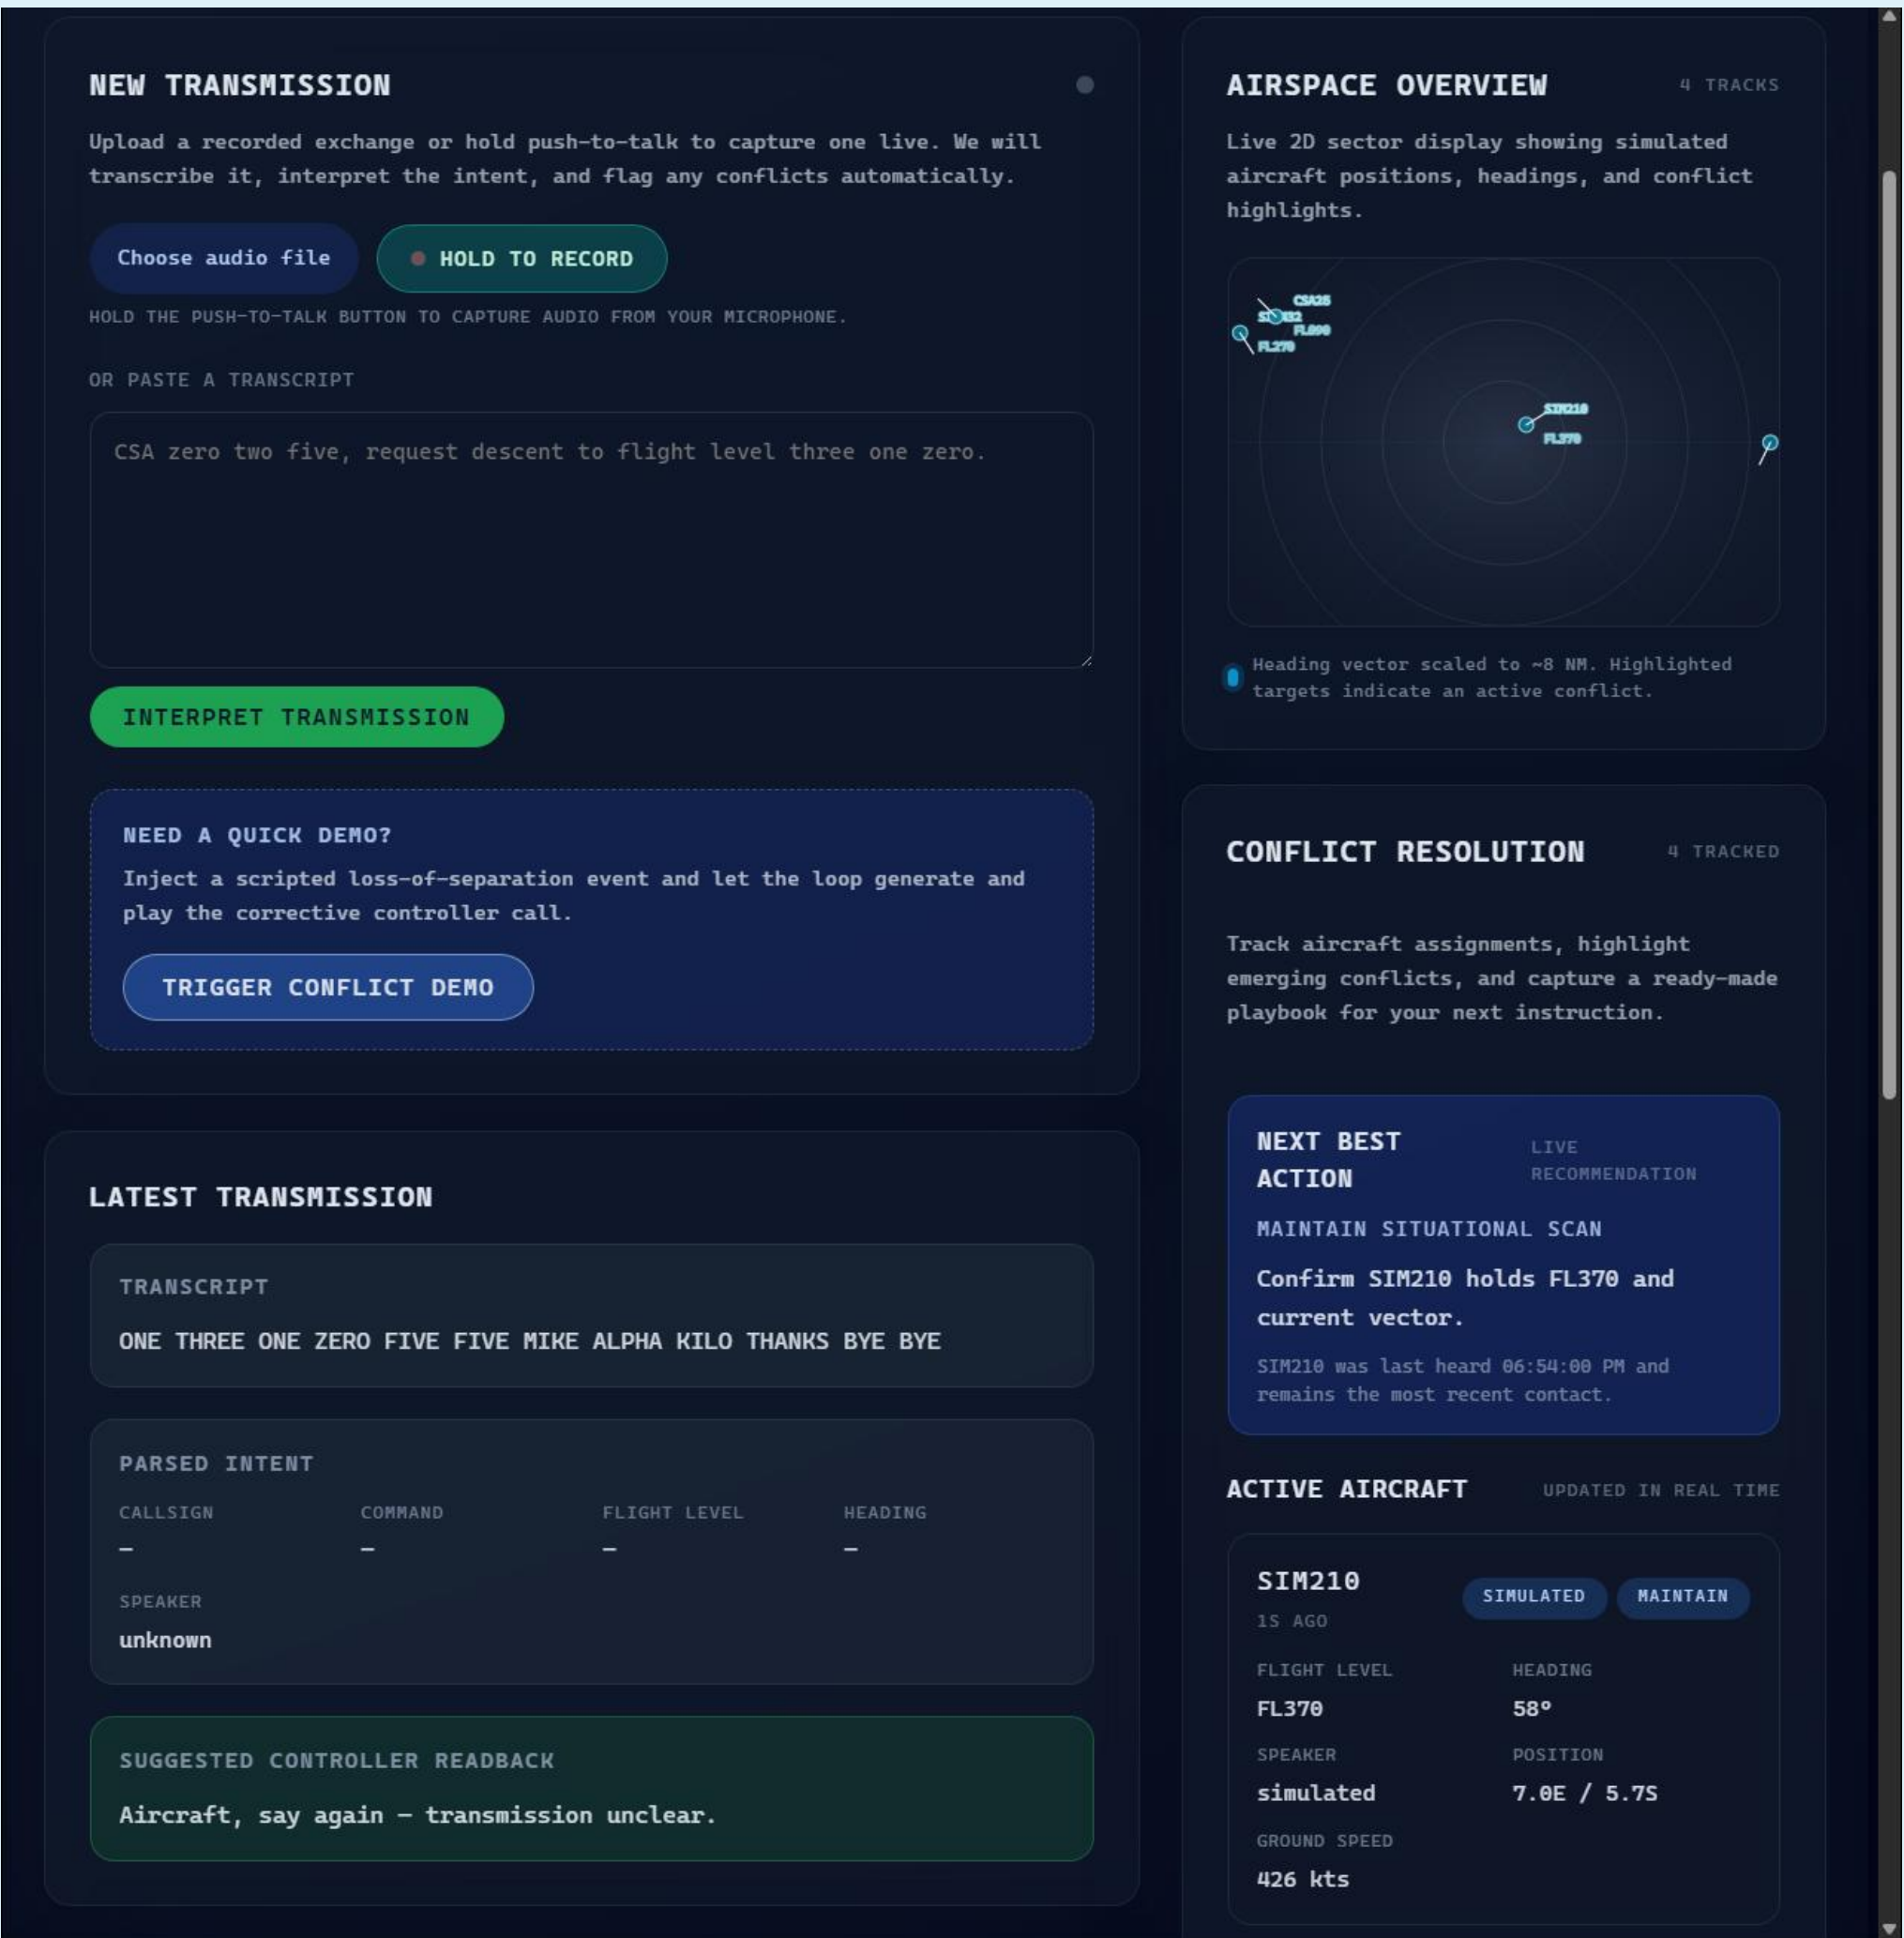 NEW TRANSMISSION
Upload a recorded exchange or hold push-to-talk to capture one live. We will
transcribe it, interpret the intent, and flag any conflicts automatically.
Choose audio file
HOLD TO RECORD
HOLD THE PUSH-TO-TALK BUTTON TO CAPTURE AUDIO FROM YOUR MICROPHONE.
OR PASTE A TRANSCRIPT
CSA zero two five, request descent to flight level three one zero.
INTERPRET TRANSMISSION
NEED A QUICK DEMO?
Inject a scripted loss-of-separation event and let the loop generate and
play the corrective controller call.
TRIGGER CONFLICT DEMO
LATEST TRANSMISSION
TRANSCRIPT
ONE THREE ONE ZERO FIVE FIVE MIKE ALPHA KILO THANKS BYE BYE
PARSED INTENT
CALLSIGN COMMAND FLIGHT LEVEL HEADING
— — — —
SPEAKER
unknown
SUGGESTED CONTROLLER READBACK
Aircraft, say again — transmission unclear.
AIRSPACE OVERVIEW 4 TRACKS
Live 2D sector display showing simulated
aircraft positions, headings, and conflict
highlights.
CSA25
FL090
FL270
SIM210
FL370
Heading vector scaled to ~8 NM. Highlighted
targets indicate an active conflict.
CONFLICT RESOLUTION 4 TRACKED
Track aircraft assignments, highlight
emerging conflicts, and capture a ready-made
playbook for your next instruction.
NEXT BEST
ACTION
LIVE
RECOMMENDATION
MAINTAIN SITUATIONAL SCAN
Confirm SIM210 holds FL370 and
current vector.
SIM210 was last heard 06:54:00 PM and
remains the most recent contact.
ACTIVE AIRCRAFT UPDATED IN REAL TIME
SIM210
SIMULATED MAINTAIN
1S AGO
FLIGHT LEVEL HEADING
FL370 58°
SPEAKER POSITION
simulated 7.0E / 5.7S
GROUND SPEED
426 kts